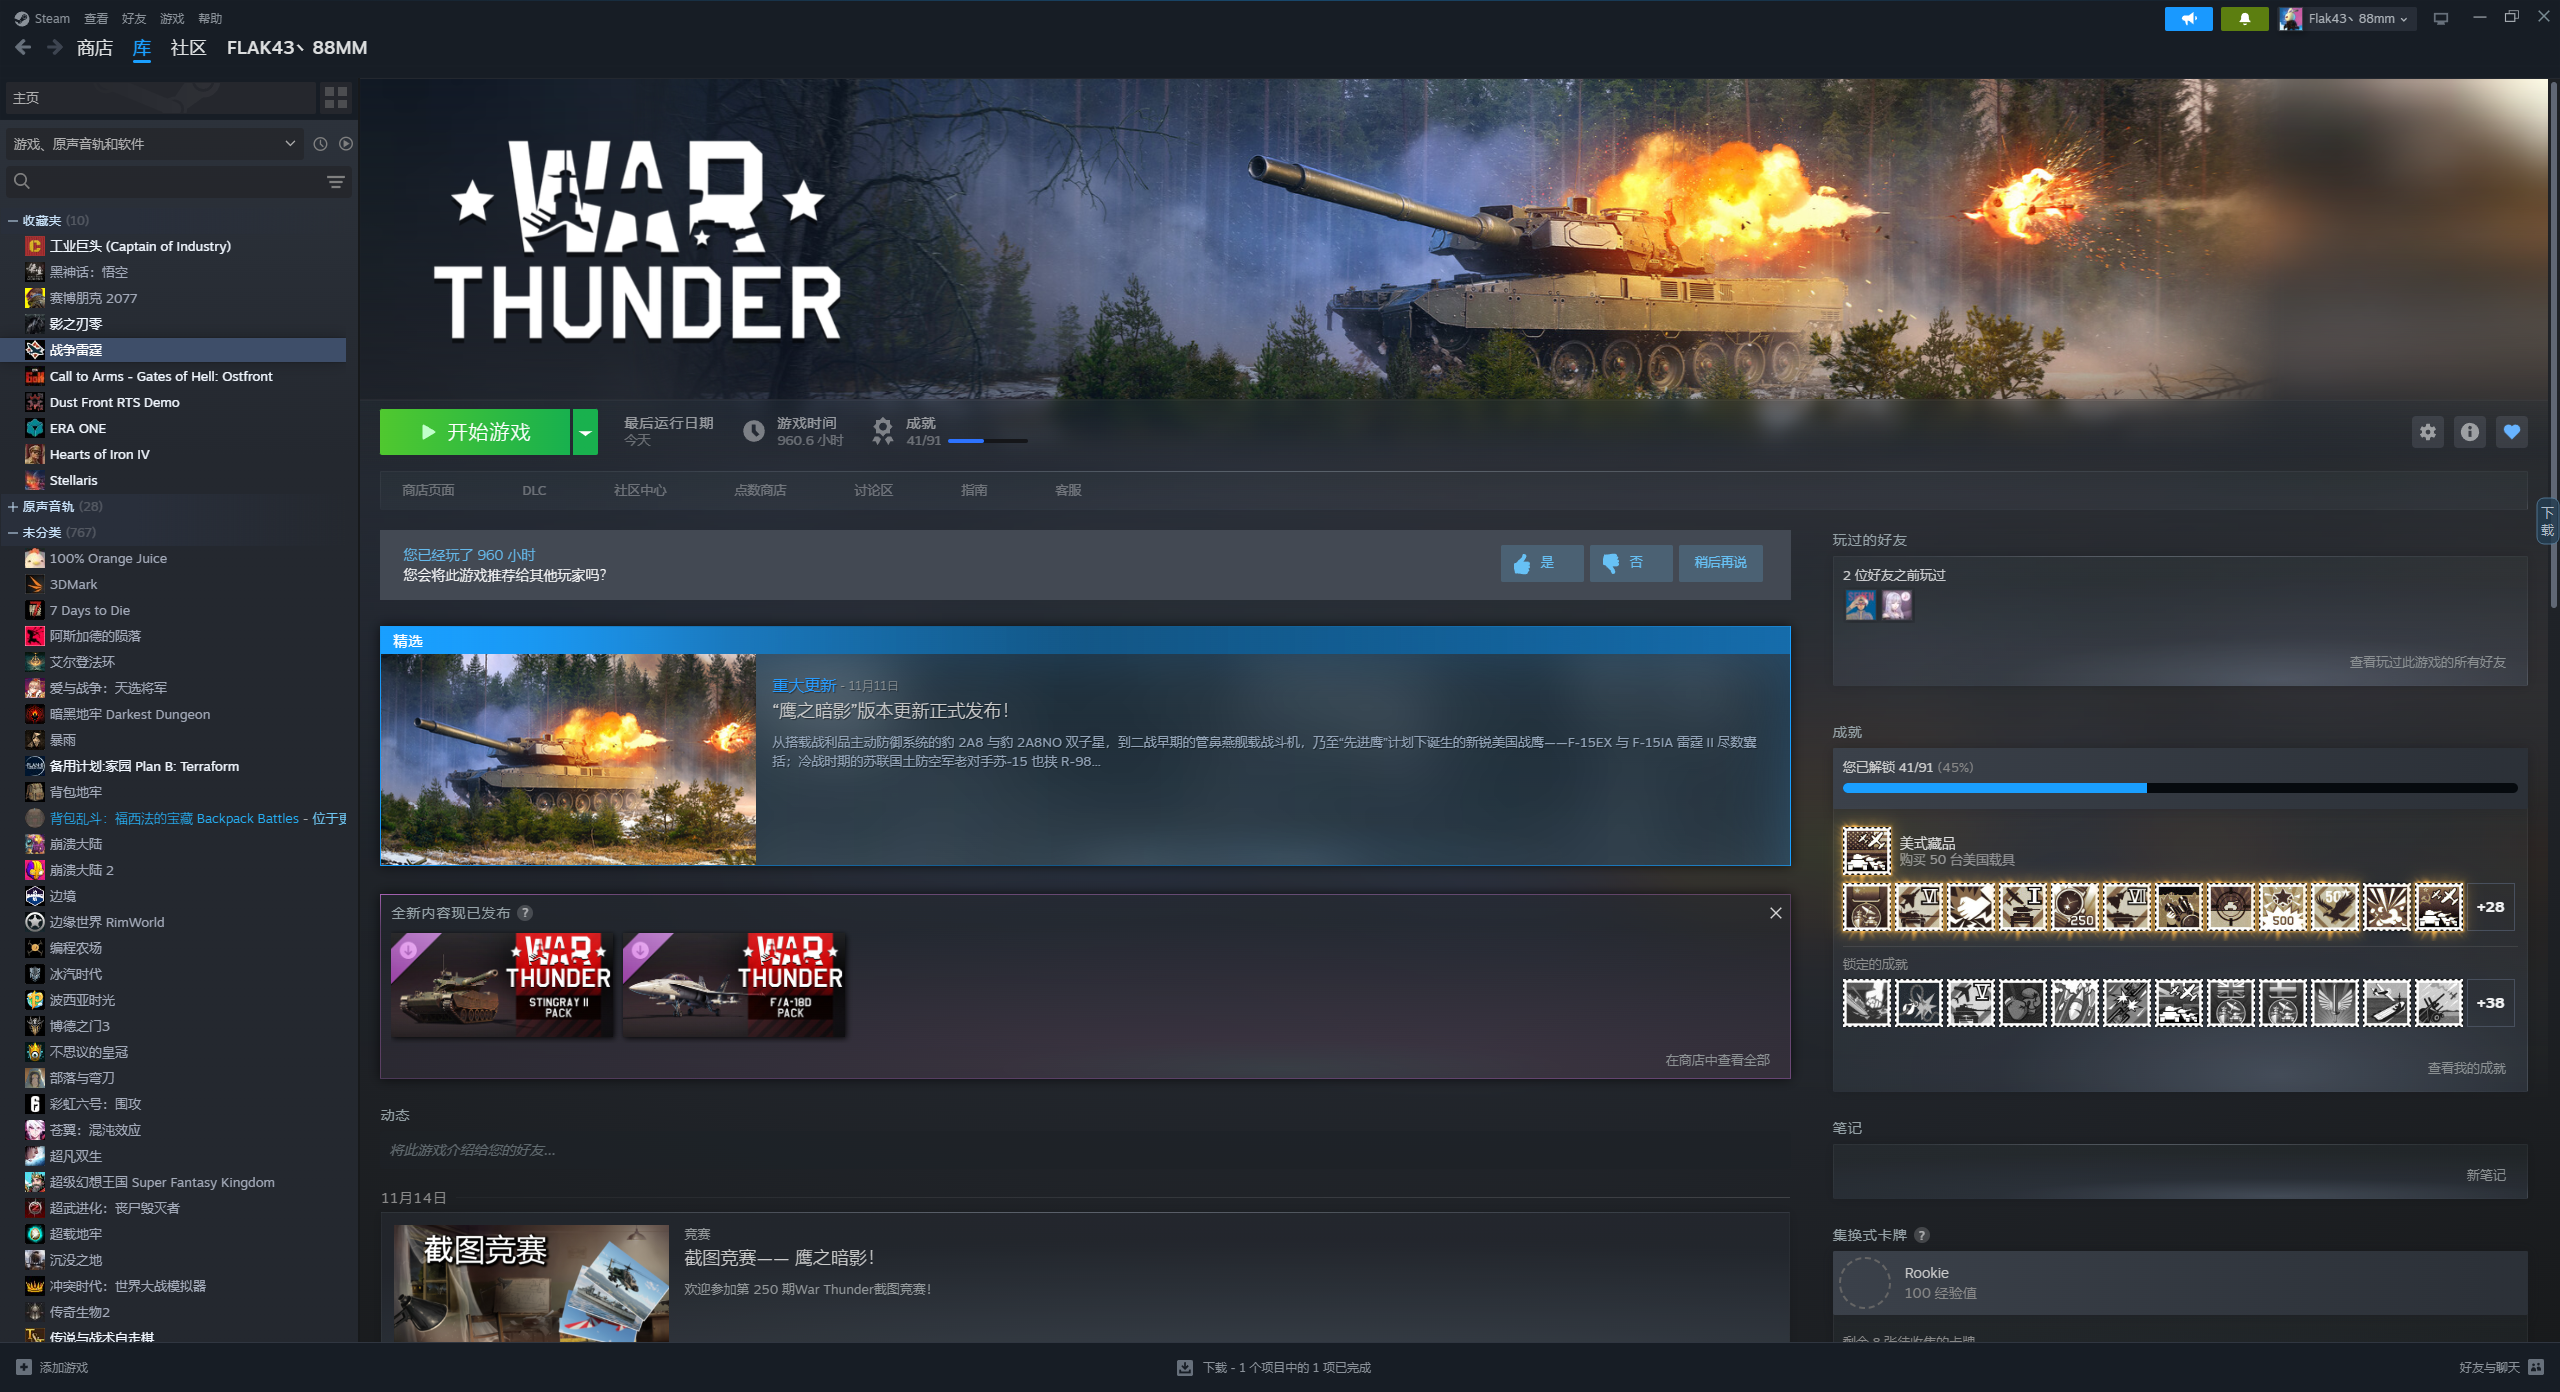 Steam 查看 好友 游戏 帮助
Flak43丶88mm
商店 库 社区 FLAK43丶88MM
主页
游戏、原声音轨和软件
收藏夹 (10)
工业巨头 (Captain of Industry)
黑神话：悟空
赛博朋克 2077
影之刃零
战争雷霆
Call to Arms - Gates of Hell: Ostfront
Dust Front RTS Demo
ERA ONE
Hearts of Iron IV
Stellaris
原声音轨 (28)
未分类 (767)
100% Orange Juice
3DMark
7 Days to Die
阿斯加德的陨落
艾尔登法环
爱与战争：天选将军
暗黑地牢 Darkest Dungeon
暴雨
备用计划:家园 Plan B: Terraform
背包地牢
背包乱斗：福西法的宝藏 Backpack Battles - 位于更
崩溃大陆
崩溃大陆 2
边境
边缘世界 RimWorld
编程农场
冰汽时代
波西亚时光
博德之门3
不思议的皇冠
部落与弯刀
彩虹六号：围攻
苍翼：混沌效应
超凡双生
超级幻想王国 Super Fantasy Kingdom
超武进化：丧尸毁灭者
超载地牢
沉没之地
冲突时代：世界大战模拟器
传奇生物2
传说与战术自走棋
WAR
THUNDER
开始游戏
最后运行日期
今天
游戏时间
960.6 小时
成就
41/91
商店页面 DLC 社区中心 点数商店 讨论区 指南 客服
您已经玩了 960 小时
您会将此游戏推荐给其他玩家吗？
是 否 稍后再说
精选
重大更新 - 11月11日
“鹰之暗影”版本更新正式发布！
从搭载战利品主动防御系统的豹 2A8 与豹 2A8NO 双子星，到二战早期的管鼻燕舰载战斗机，乃至“先进鹰”计划下诞生的新锐美国战鹰——F-15EX 与 F-15IA 雷霆 II 尽数囊
括；冷战时期的苏联国土防空军老对手苏-15 也挟 R-98...
全新内容现已发布 ?
WAR
THUNDER
STINGRAY II
PACK
WAR
THUNDER
F/A-18D
PACK
在商店中查看全部
动态
将此游戏介绍给您的好友...
11月14日
截图竞赛
竞赛
截图竞赛—— 鹰之暗影！
欢迎参加第 250 期War Thunder截图竞赛！
下载
玩过的好友
2 位好友之前玩过
查看玩过此游戏的所有好友
成就
您已解锁 41/91 (45%)
美式藏品
购买 50 台美国载具
VI I 250 VII 500 50 +28
锁定的成就
V +38
查看我的成就
笔记
新笔记
集换式卡牌 ?
Rookie
100 经验值
剩余 8 张待收集的卡牌
添加游戏
下载 - 1 个项目中的 1 项已完成
好友与聊天